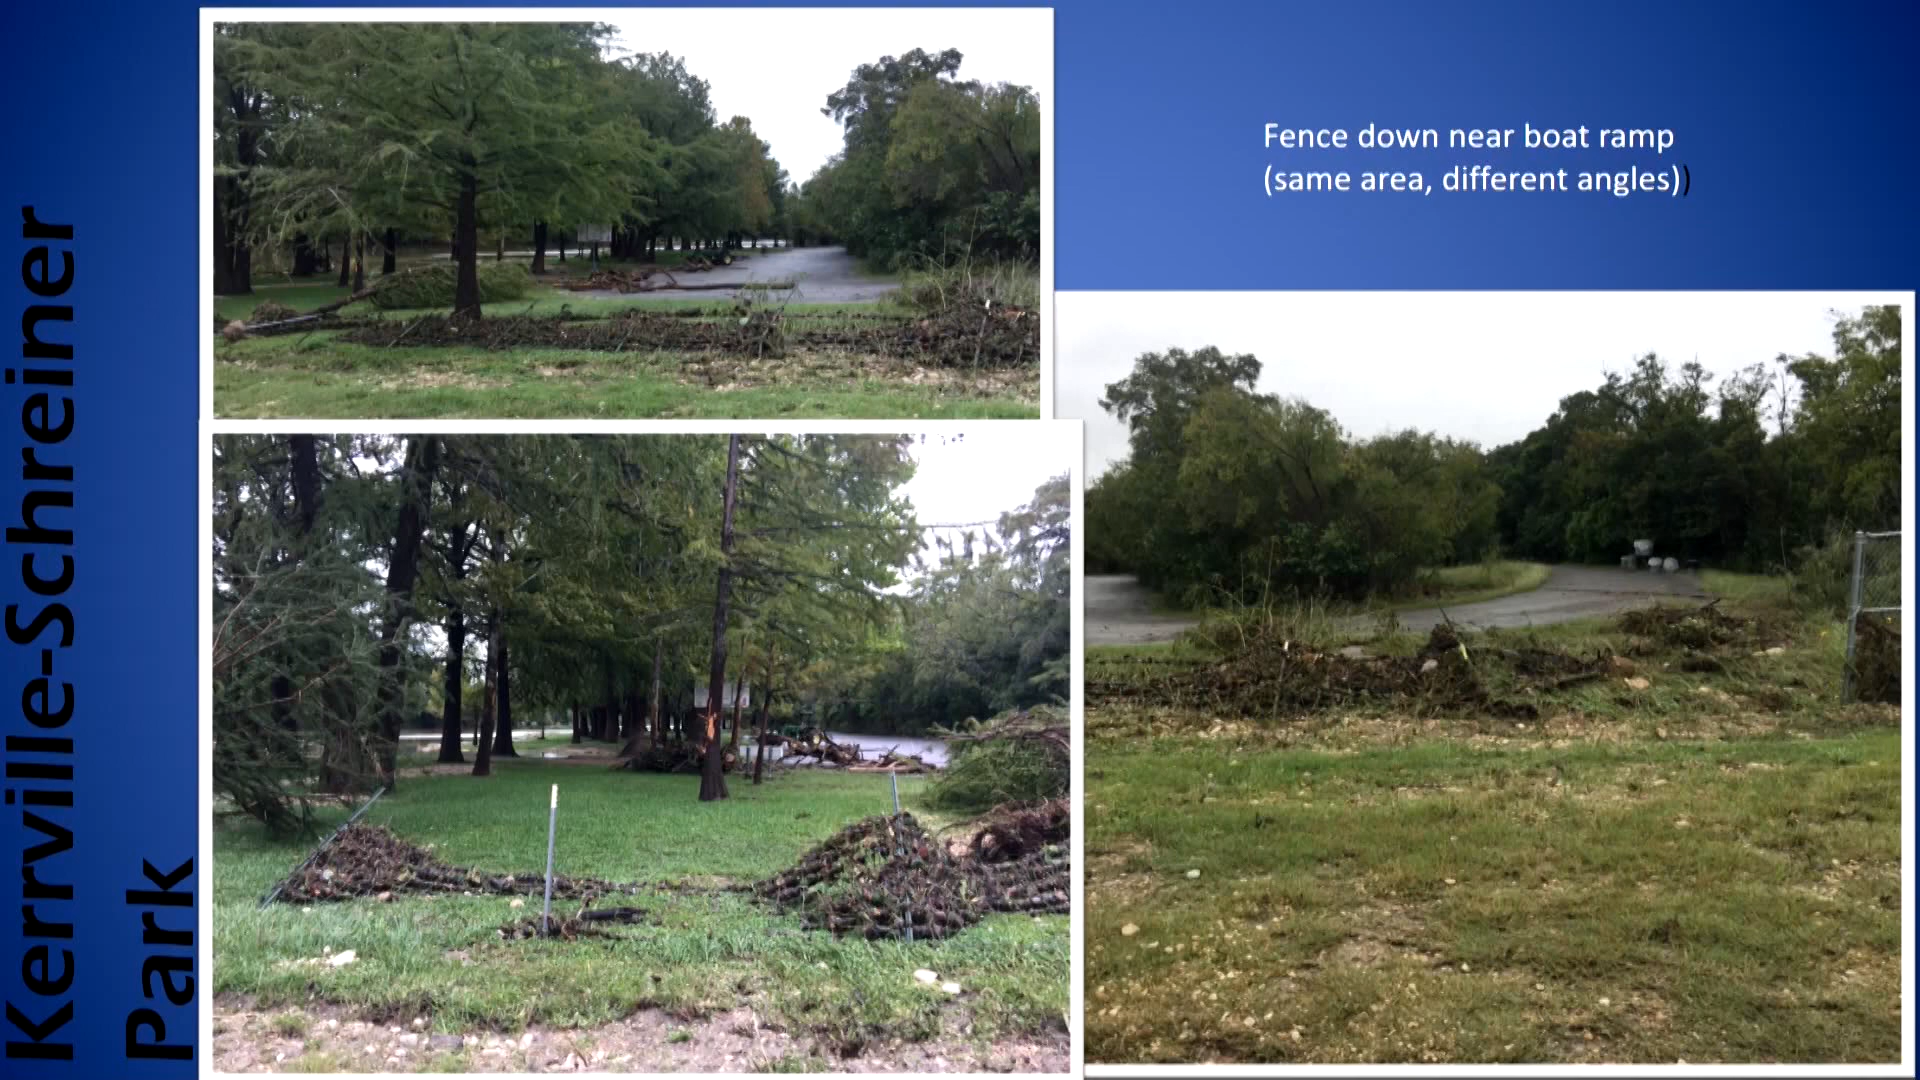 Kerrville-Schreiner
Park
Fence down near boat ramp
(same area, different angles))